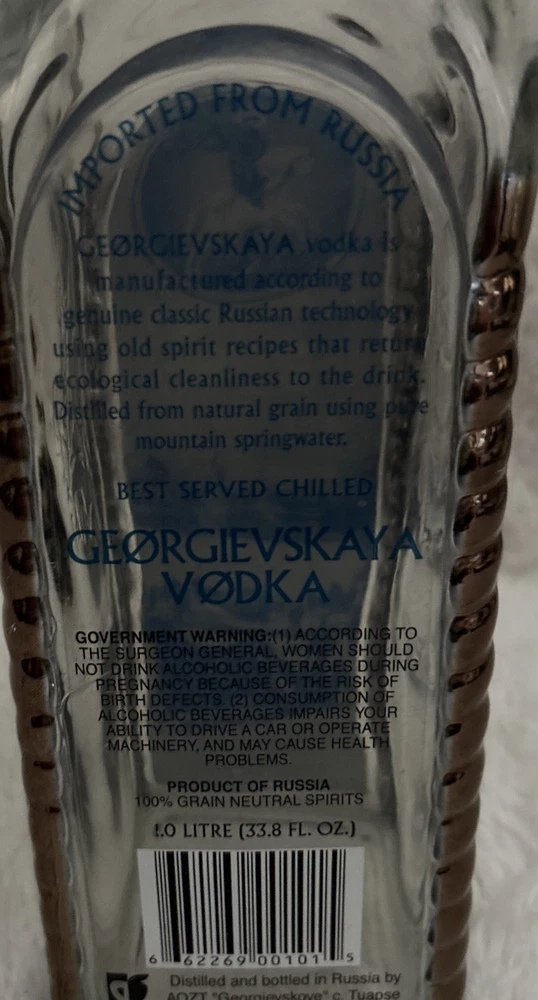 IMPORTED FROM RUSSIA
GEØRGIEVSKAYA vodka is
manufactured according to
genuine classic Russian technology
using old spirit recipes that return
ecological cleanliness to the drink.
Distilled from natural grain using pure
mountain springwater.
BEST SERVED CHILLED
GEØRGIEVSKAYA
VØDKA
GOVERNMENT WARNING:(1) ACCORDING TO
THE SURGEON GENERAL, WOMEN SHOULD
NOT DRINK ALCOHOLIC BEVERAGES DURING
PREGNANCY BECAUSE OF THE RISK OF
BIRTH DEFECTS. (2) CONSUMPTION OF
ALCOHOLIC BEVERAGES IMPAIRS YOUR
ABILITY TO DRIVE A CAR OR OPERATE
MACHINERY, AND MAY CAUSE HEALTH
PROBLEMS.
PRODUCT OF RUSSIA
100% GRAIN NEUTRAL SPIRITS
1.0 LITRE (33.8 FL. OZ.)
6 62269 00101 5
Distilled and bottled in Russia by
AOZT "Georgievskoye" c. Tuapse